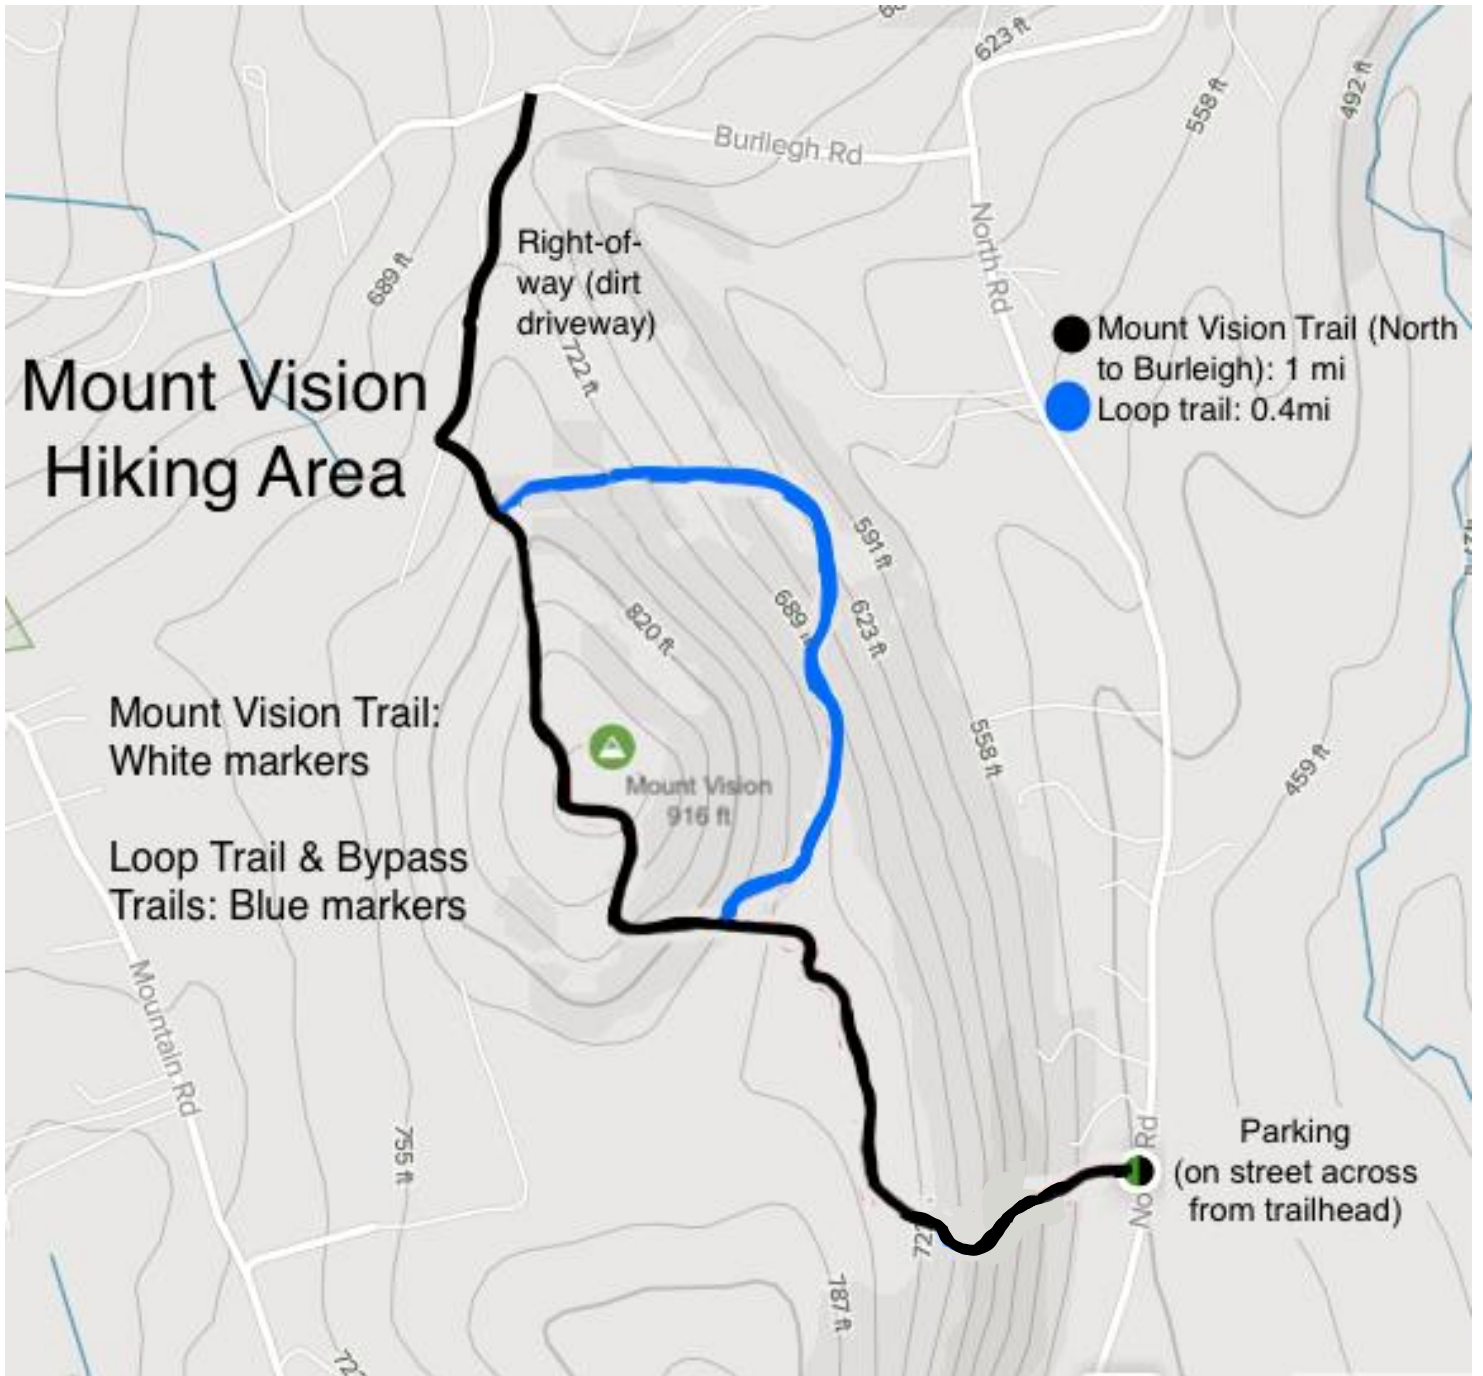 623 ft
558 ft
492 ft
Burllegh Rd
North Rd
Right-of-
way (dirt
driveway)
689 ft
722 ft
Mount Vision Trail (North
to Burleigh): 1 mi
Loop trail: 0.4mi
Mount Vision
Hiking Area
591 ft
689
623 ft
820 ft
Mount Vision Trail:
White markers
558 ft
459 ft
Mount Vision
916 ft
Loop Trail & Bypass
Trails: Blue markers
Mountain Rd
755 ft
Rd
Parking
(on street across
from trailhead)
787 ft